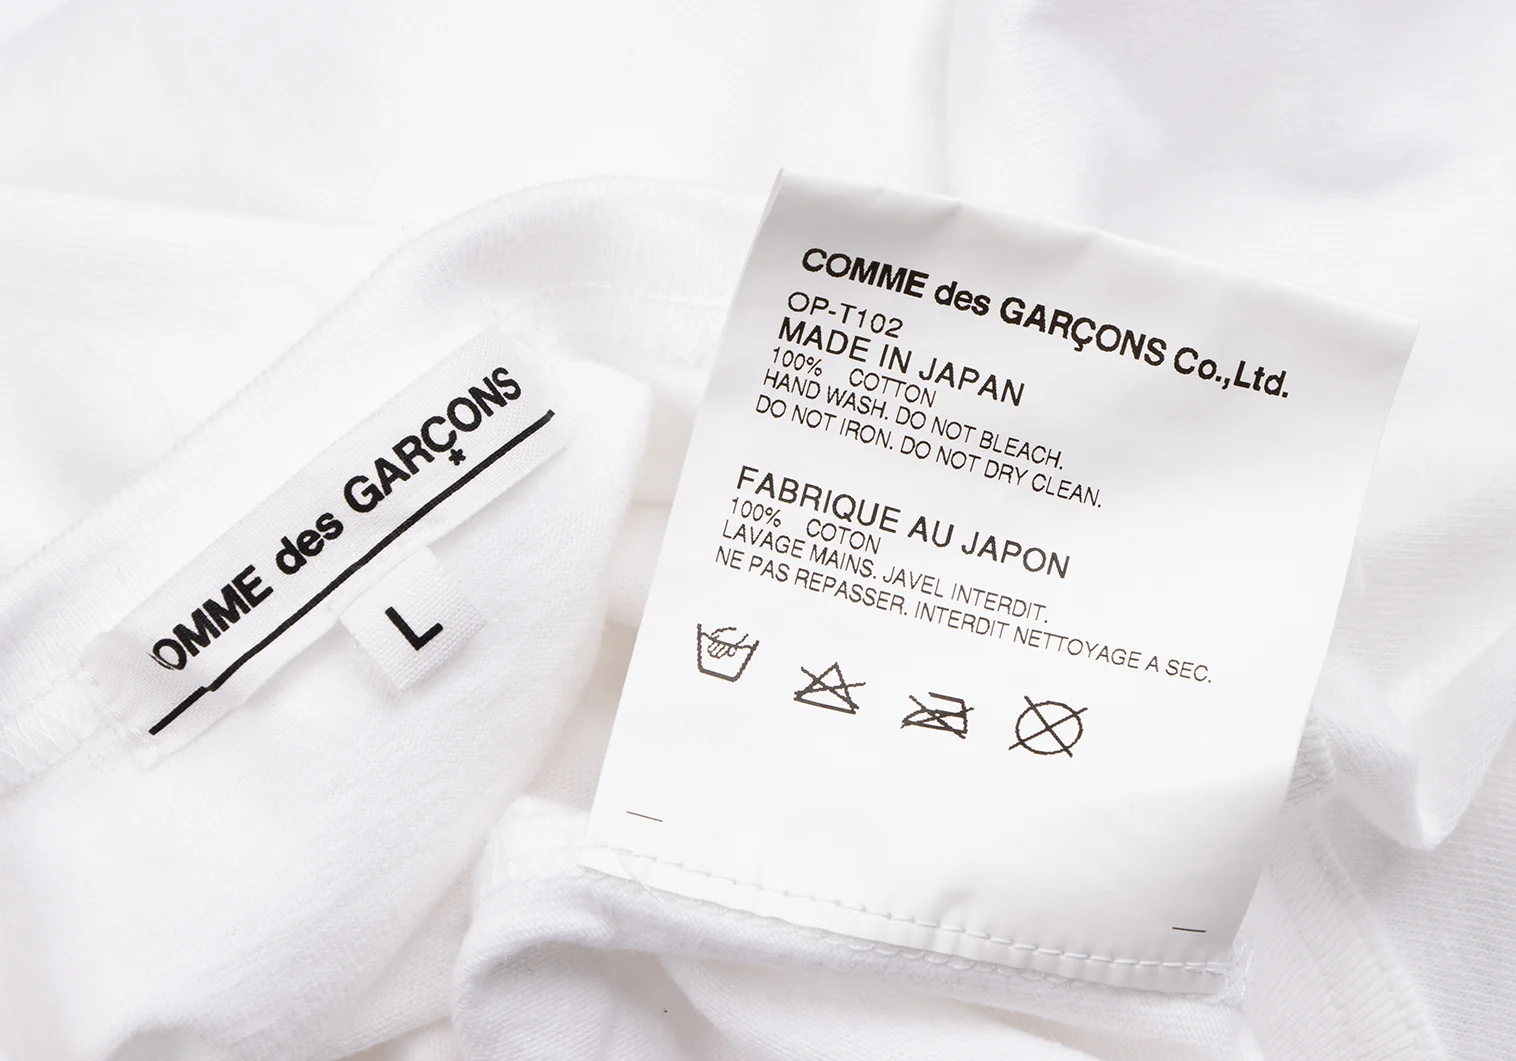 OMME des GARÇONS
*
L
COMME des GARÇONS Co.,Ltd.
OP-T102
MADE IN JAPAN
100% COTTON
HAND WASH. DO NOT BLEACH.
DO NOT IRON. DO NOT DRY CLEAN.
FABRIQUE AU JAPON
100% COTON
LAVAGE MAINS. JAVEL INTERDIT.
NE PAS REPASSER. INTERDIT NETTOYAGE A SEC.